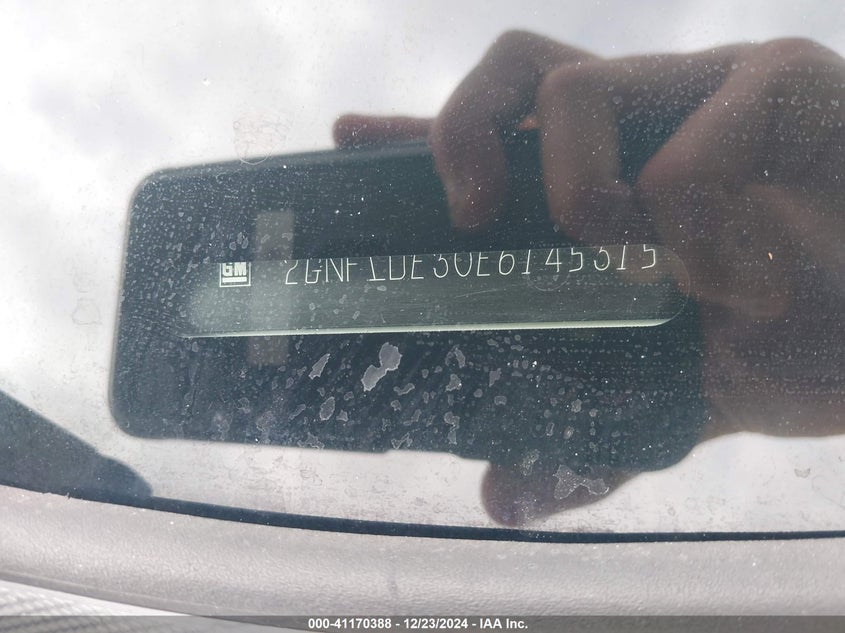 GM 2GNFLDE30E6145315
000-41170388 - 12/23/2024 - IAA Inc.